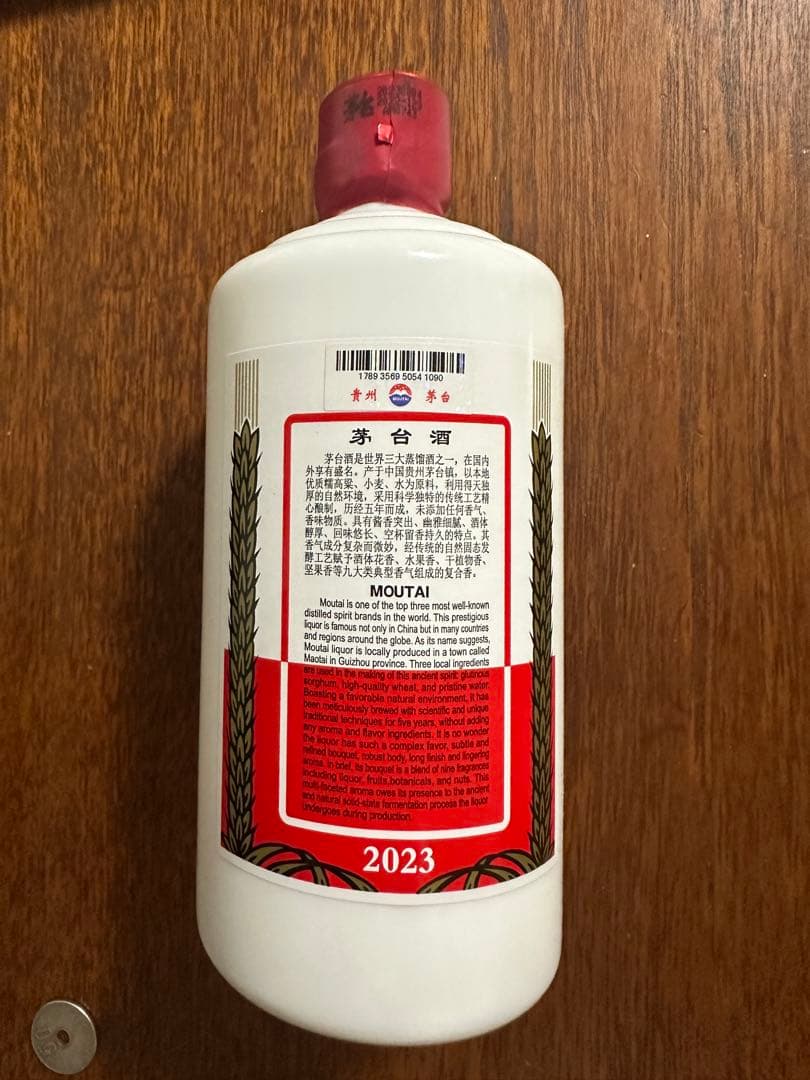 1789 3569 5054 1090
贵州 MOUTAI 茅台
茅台酒
茅台酒是世界三大蒸馏酒之一，在国内
外享有盛名。产于中国贵州茅台镇，以本地
优质糯高粱、小麦、水为原料，利用得天独
厚的自然环境，采用科学独特的传统工艺精
心酿制，历经五年而成，未添加任何香气、
香味物质。具有酱香突出、幽雅细腻、酒体
醇厚、回味悠长、空杯留香持久的特点。其
香气成分复杂而微妙，经传统的自然固态发
酵工艺赋予酒体花香、水果香、干植物香、
坚果香等九大类典型香气组成的复合香。
MOUTAI
Moutai is one of the top three most well-known
distilled spirit brands in the world. This prestigious
liquor is famous not only in China but in many countries
and regions around the globe. As its name suggests,
Moutai liquor is locally produced in a town called
Maotai in Guizhou province. Three local ingredients
are used in the making of this ancient spirit: glutinous
sorghum, high-quality wheat, and pristine water.
Boasting a favorable natural environment, it has
been meticulously brewed with scientific and unique
traditional techniques for five years, without adding
any aroma and flavor ingredients. It is no wonder
the liquor has such a complex favor, subtle and
refined bouquet, robust body, long finish and lingering
aroma. In brief, its bouquet is a blend of nine fragrances
including liquor, fruits,botanicals, and nuts. This
multi-faceted aroma owes its presence to the ancient
and natural solid-state fermentation process the liquor
undergoes during production.
2023